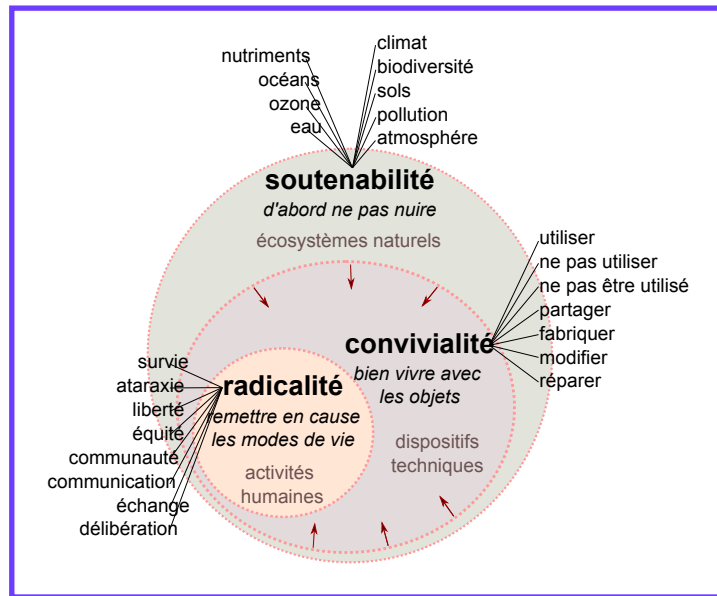 nutriments
océans
ozone
eau
climat
biodiversité
sols
pollution
atmosphére
soutenabilité
d'abord ne pas nuire
écosystèmes naturels
utiliser
ne pas utiliser
ne pas être utilisé
partager
fabriquer
modifier
réparer
convivialité
bien vivre avec
les objets
dispositifs
techniques
survie
ataraxie
liberté
équité
communauté
communication
échange
délibération
radicalité
remettre en cause
les modes de vie
activités
humaines